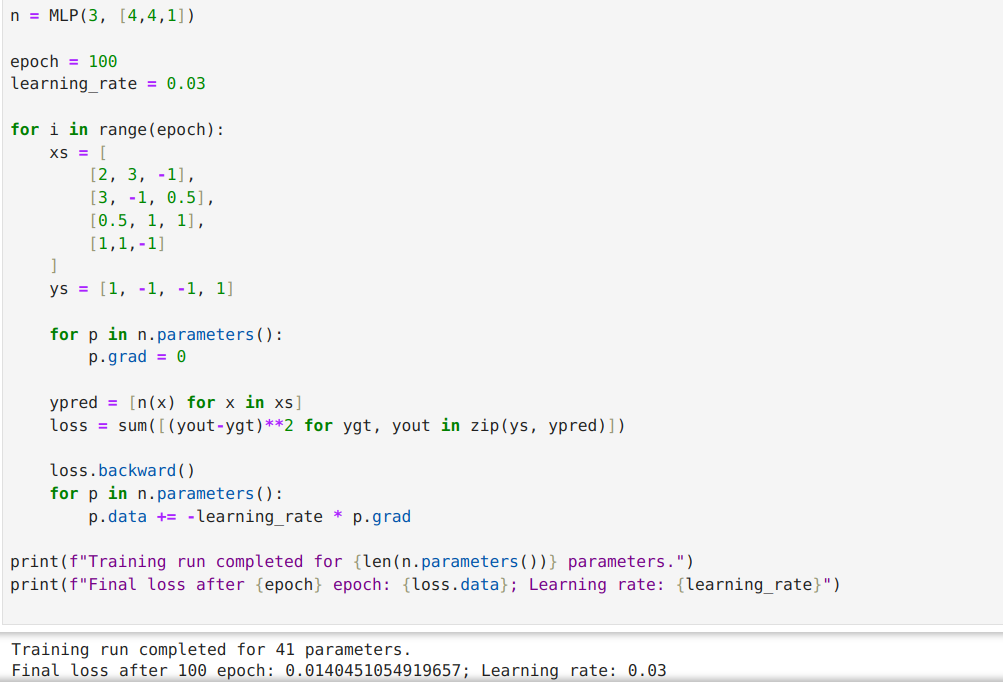 n = MLP(3, [4,4,1])
epoch = 100
learning_rate = 0.03
for i in range(epoch):
    xs = [
        [2, 3, -1],
        [3, -1, 0.5],
        [0.5, 1, 1],
        [1,1,-1]
    ]
    ys = [1, -1, -1, 1]
    for p in n.parameters():
        p.grad = 0
    ypred = [n(x) for x in xs]
    loss = sum([(yout-ygt)**2 for ygt, yout in zip(ys, ypred)])
    loss.backward()
    for p in n.parameters():
        p.data += -learning_rate * p.grad
print(f"Training run completed for {len(n.parameters())} parameters.")
print(f"Final loss after {epoch} epoch: {loss.data}; Learning rate: {learning_rate}")
Training run completed for 41 parameters.
Final loss after 100 epoch: 0.0140451054919657; Learning rate: 0.03